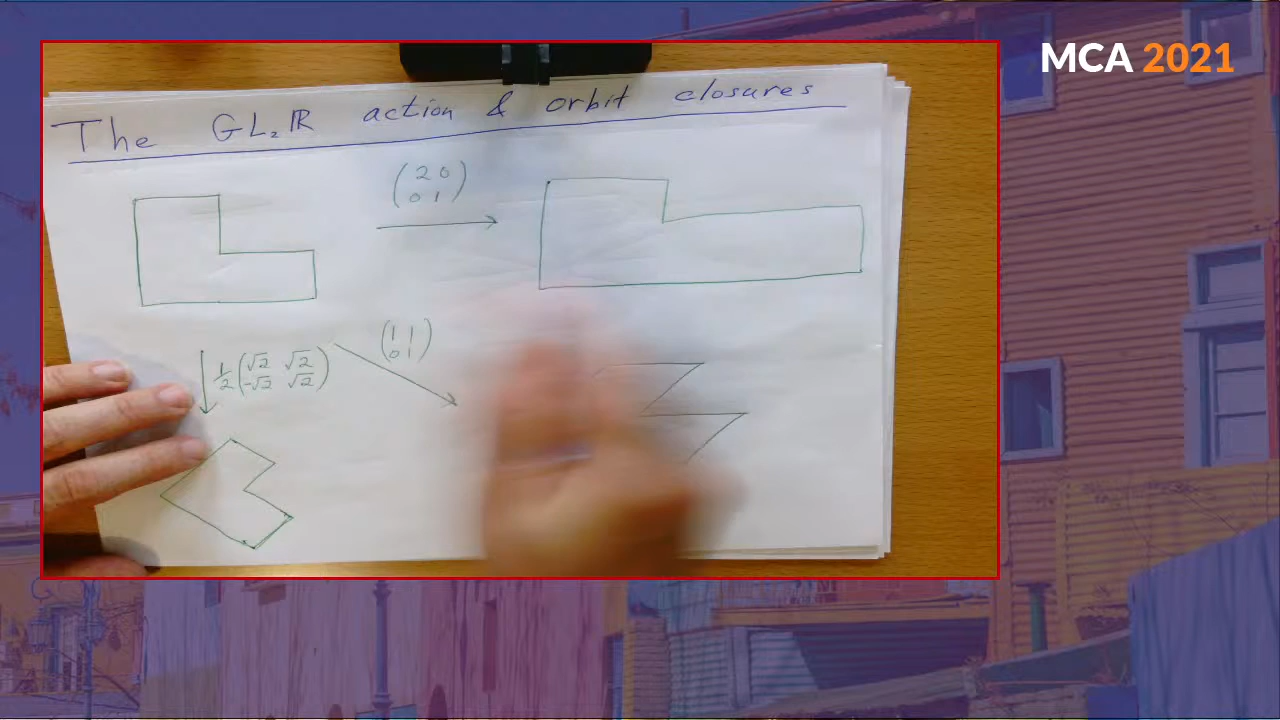 MCA 2021
The GL₂ℝ action & orbit closures
(2 0
0 1)
(1 1
0 1)
1/2 (√2 √2
-√2 √2)